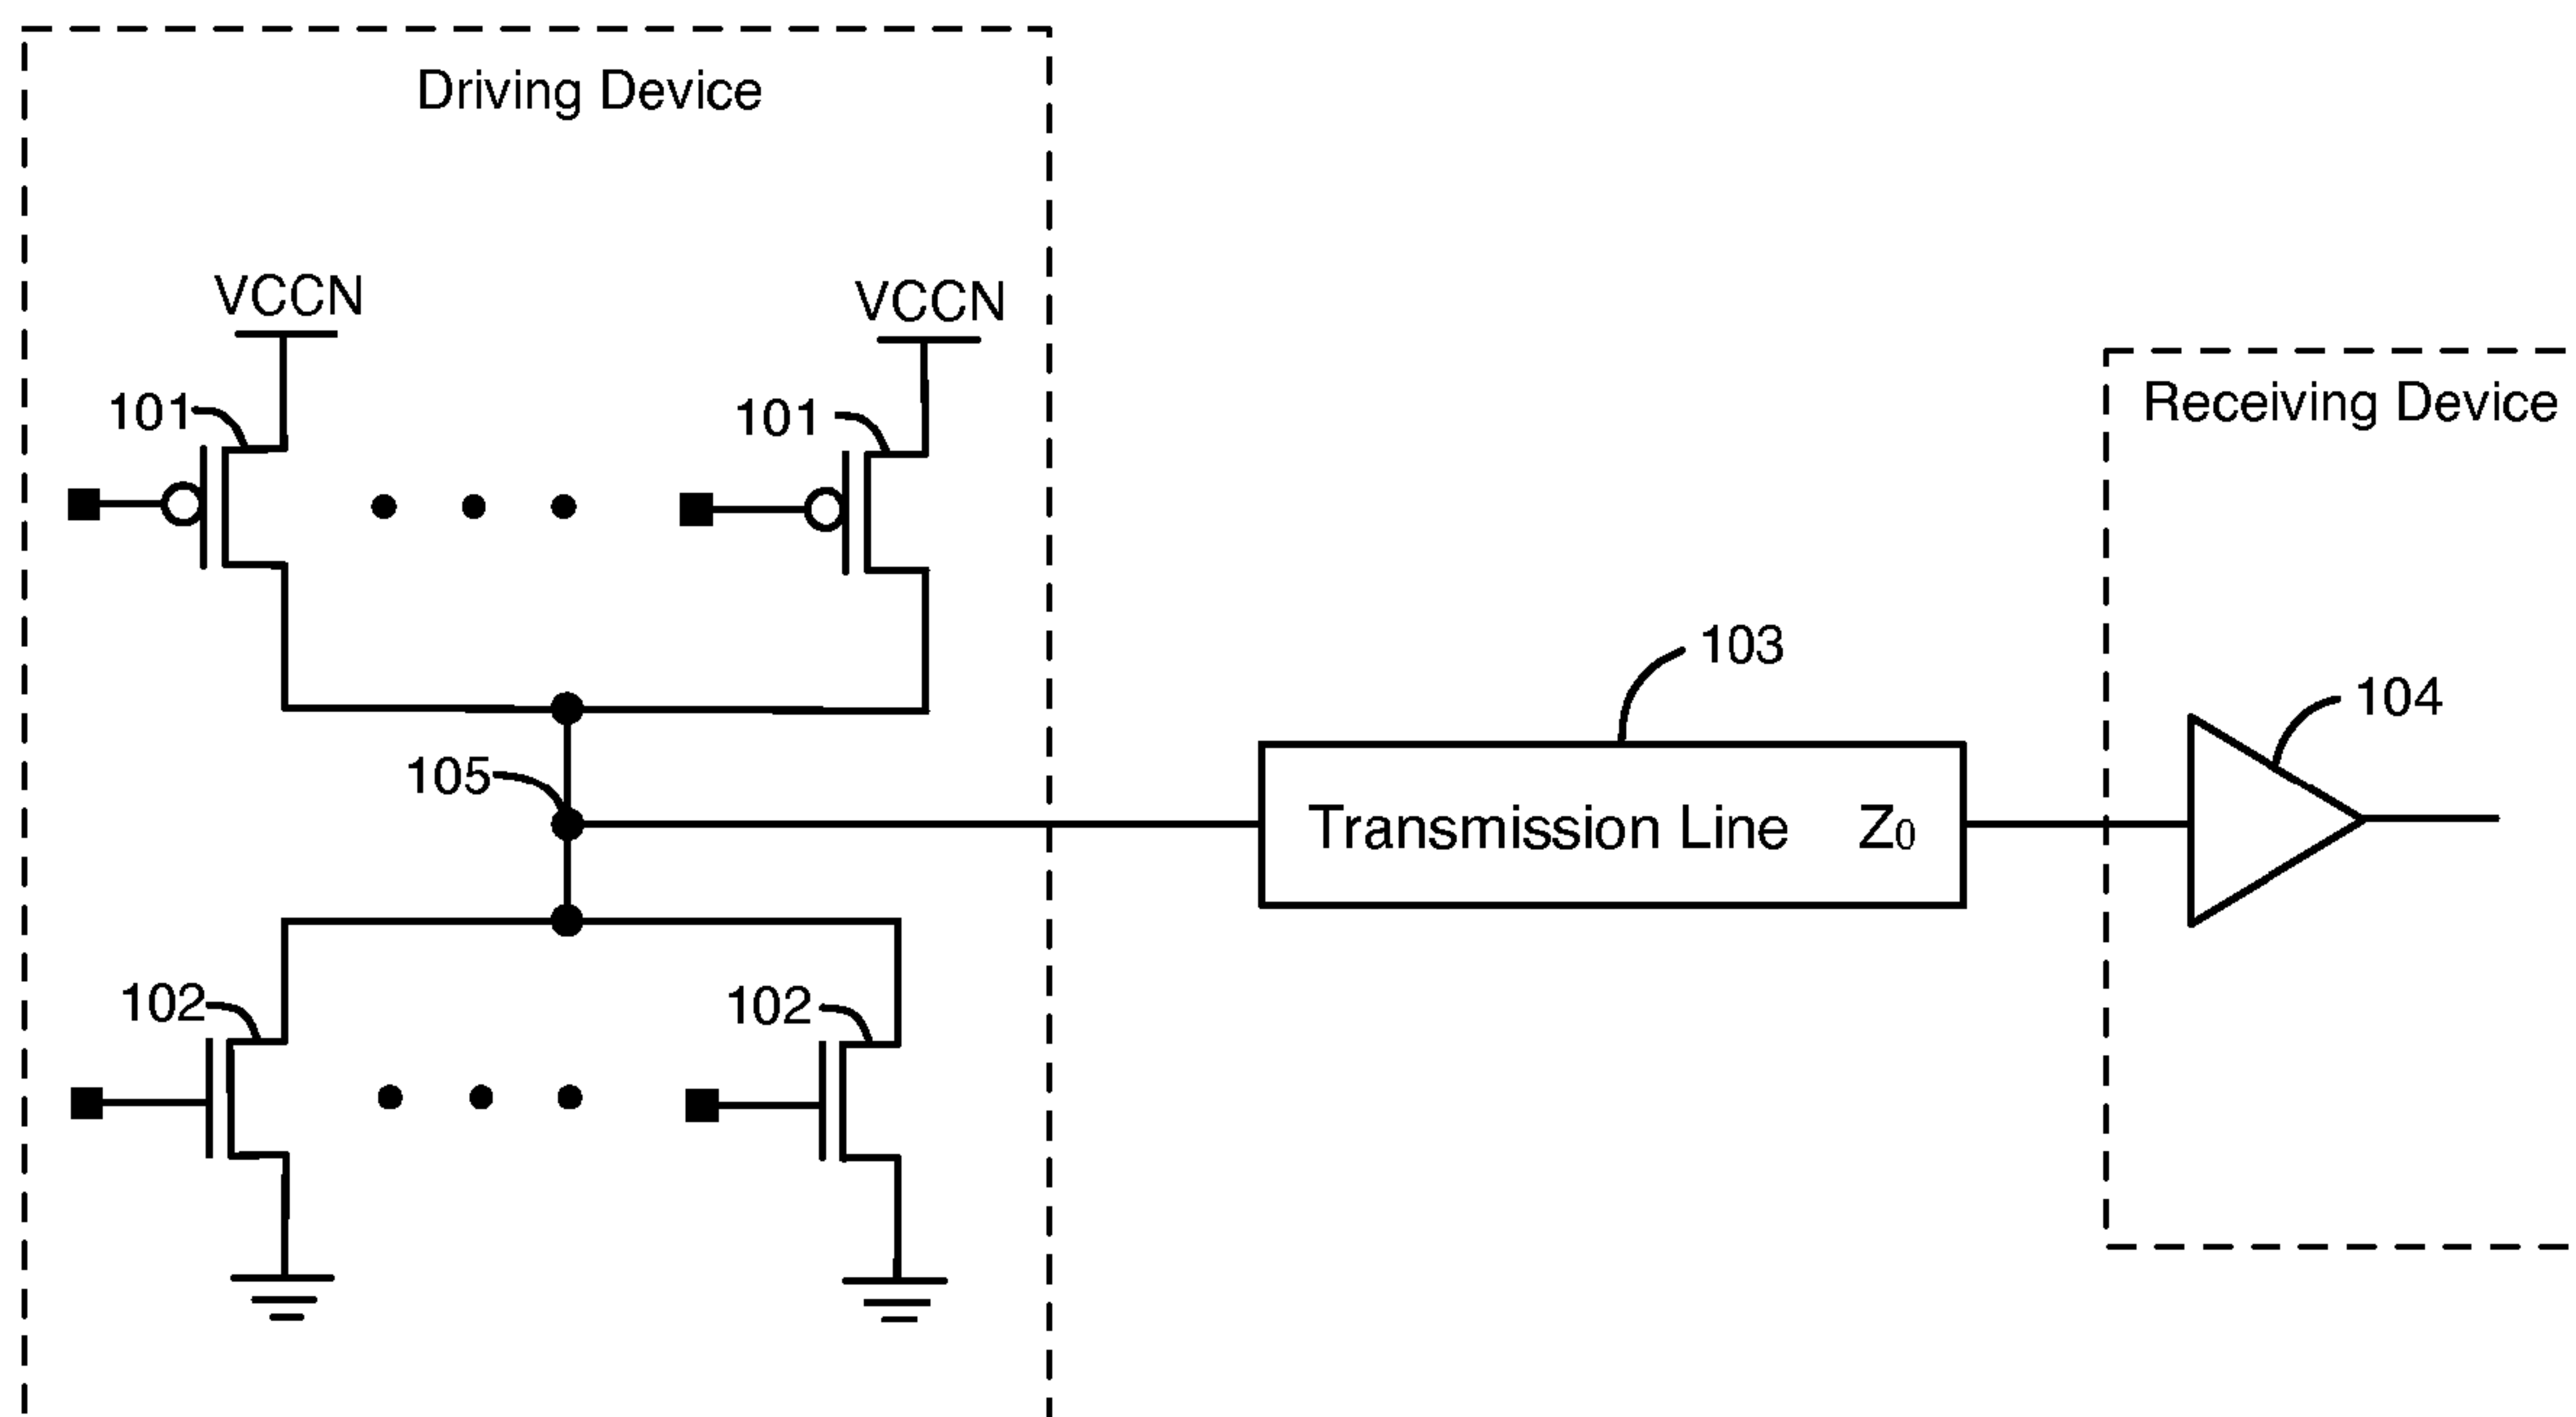 Driving Device
VCCN
VCCN
Receiving Device
101
101
103
104
105
Transmission Line Z0
102
102